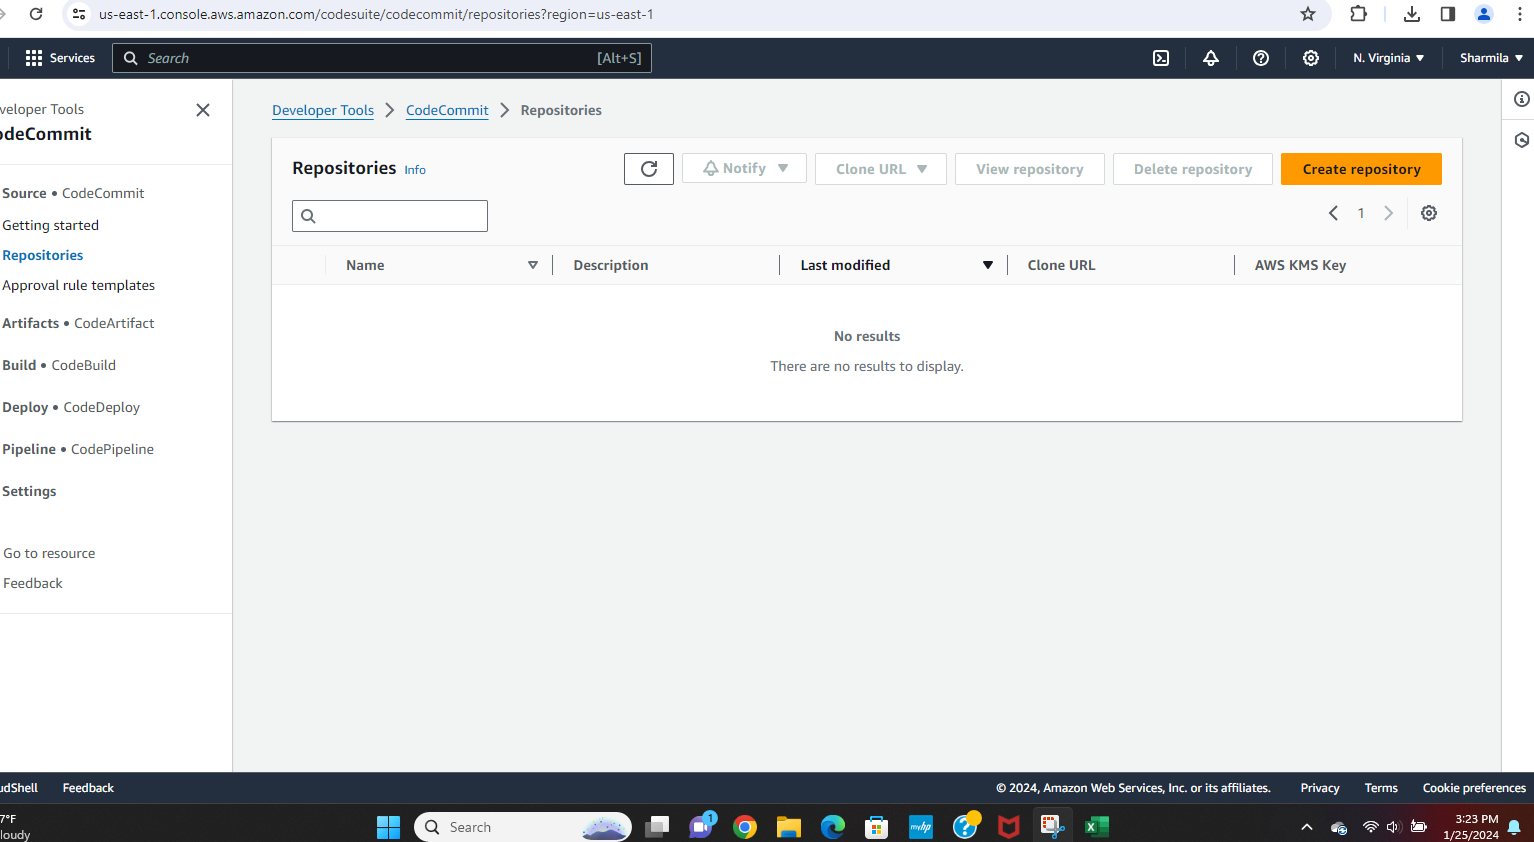 us-east-1.console.aws.amazon.com/codesuite/codecommit/repositories?region=us-east-1
Services
Search [Alt+S]
N. Virginia
Sharmila
veloper Tools
odeCommit
Source • CodeCommit
Getting started
Repositories
Approval rule templates
Artifacts • CodeArtifact
Build • CodeBuild
Deploy • CodeDeploy
Pipeline • CodePipeline
Settings
Go to resource
Feedback
Developer Tools > CodeCommit > Repositories
Repositories Info
Notify
Clone URL
View repository
Delete repository
Create repository
1
Name Description Last modified Clone URL AWS KMS Key
No results
There are no results to display.
udShell Feedback
© 2024, Amazon Web Services, Inc. or its affiliates. Privacy Terms Cookie preferences
7°F
loudy
Search
1
myhp
3:23 PM
1/25/2024